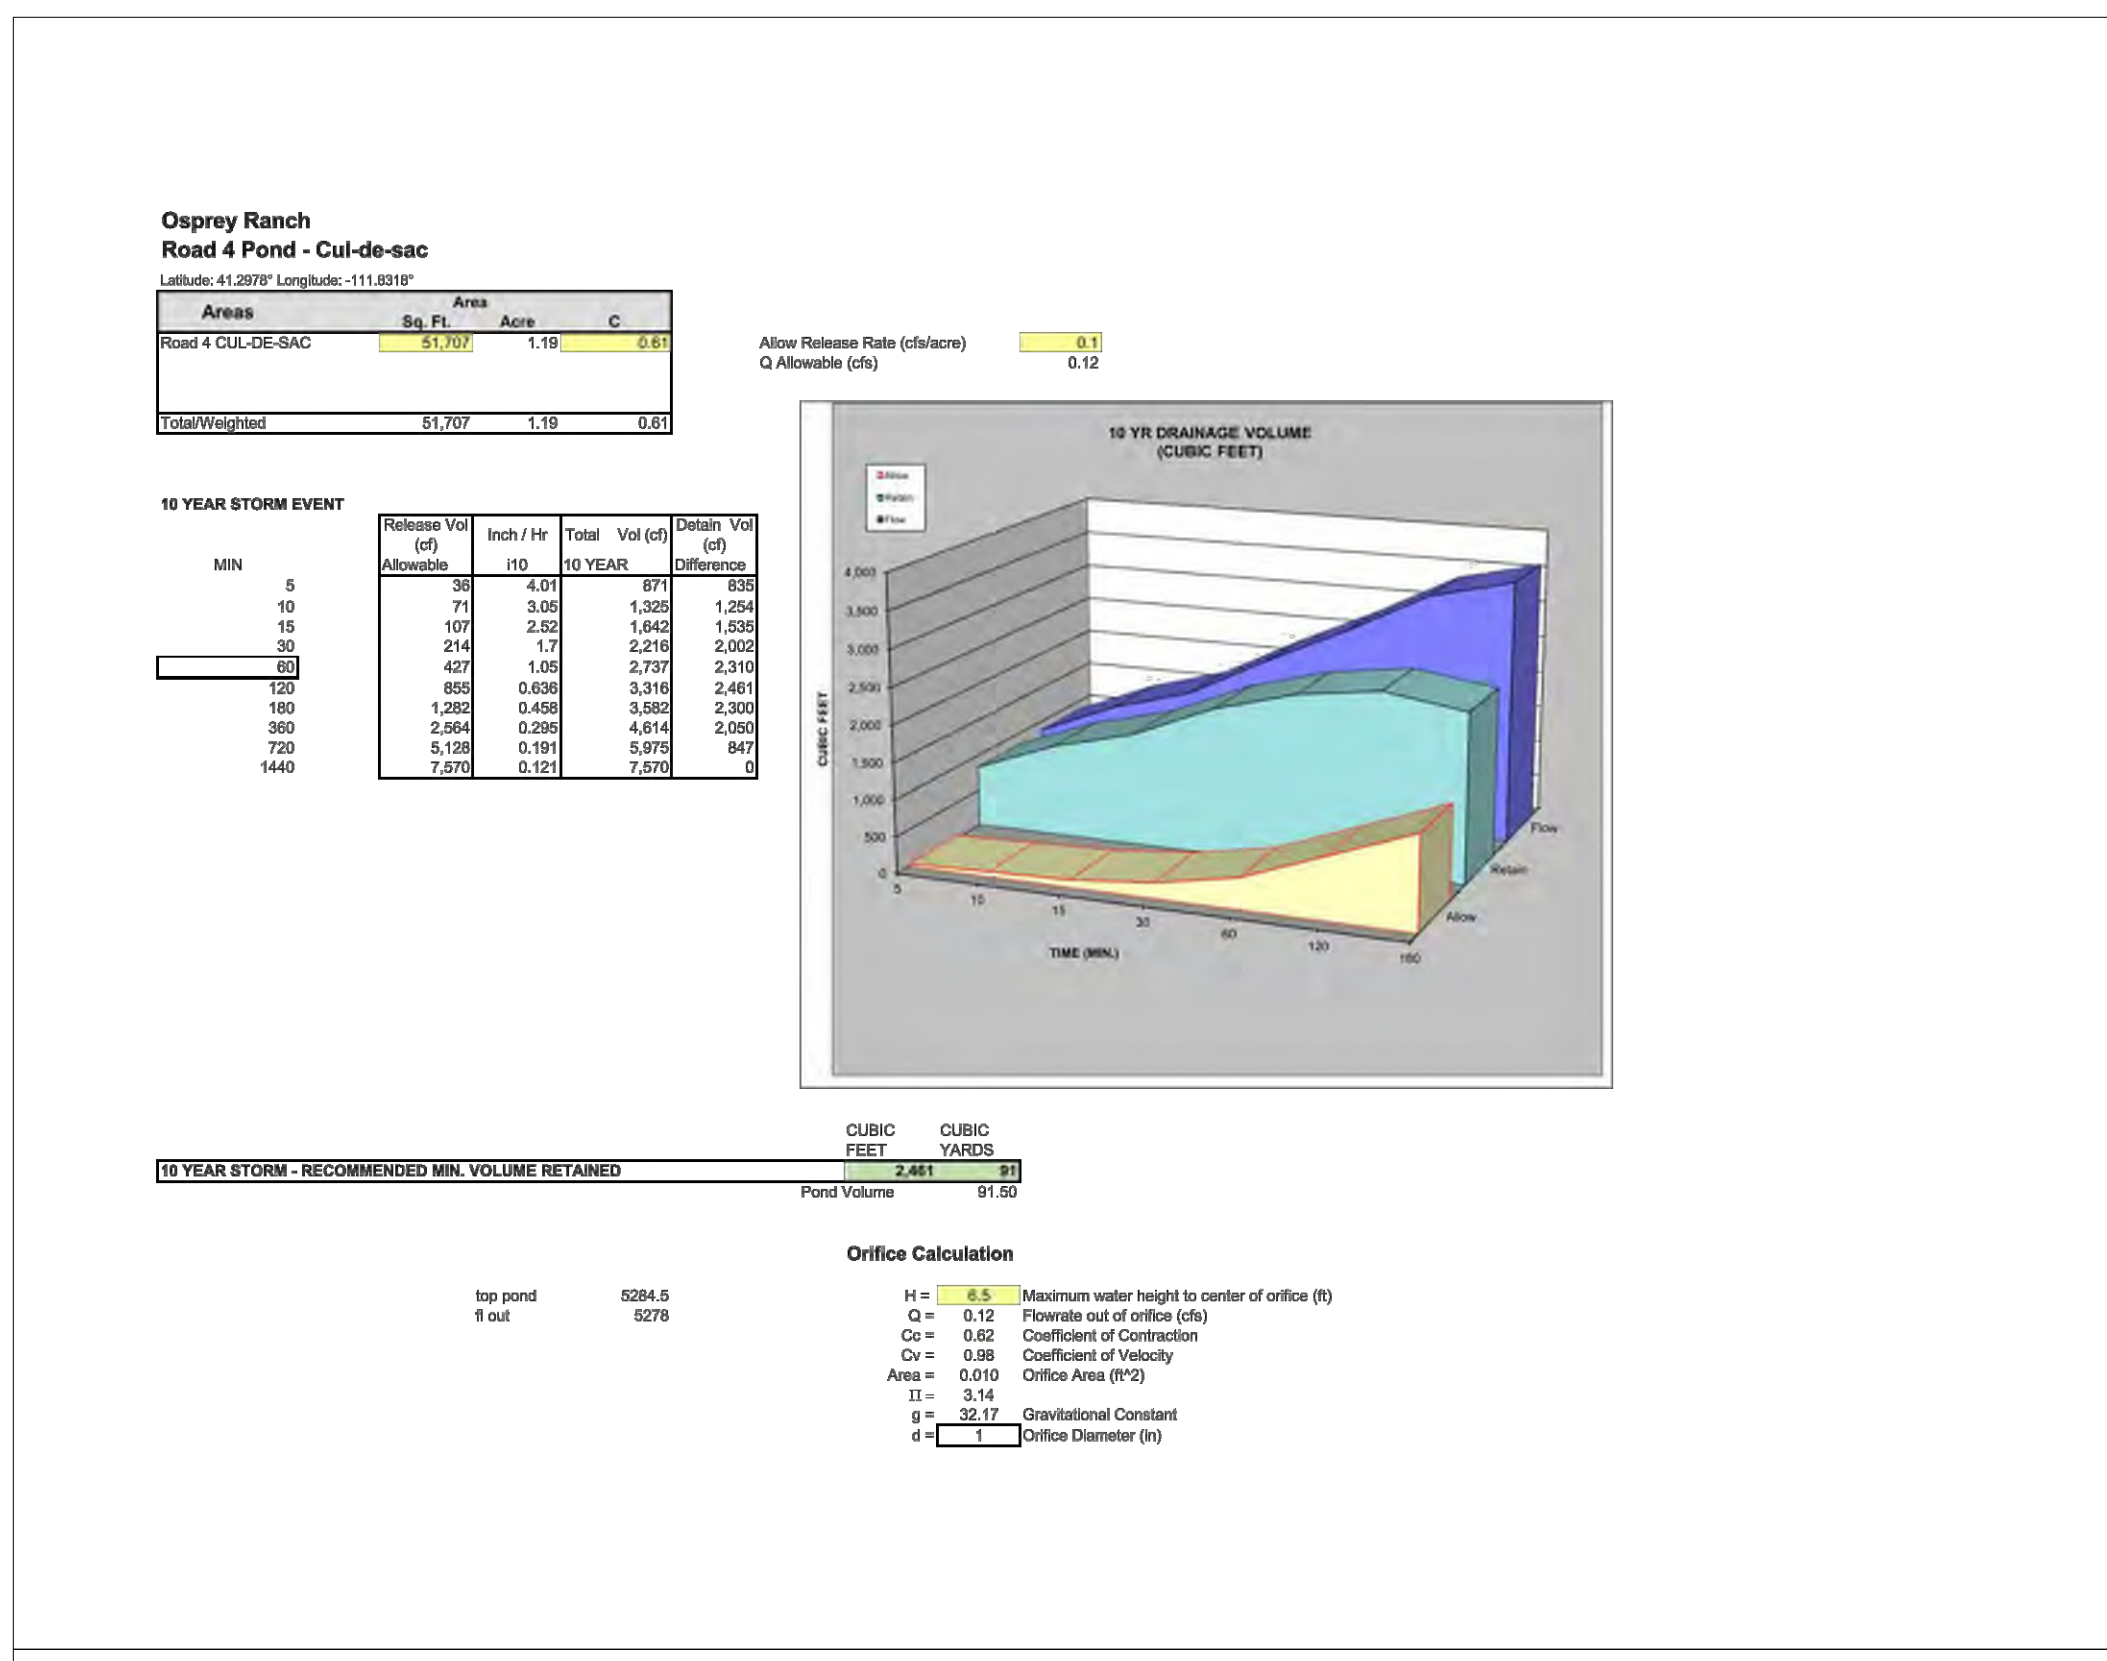 Osprey Ranch
Road 4 Pond - Cul-de-sac
Latitude: 41.2978° Longitude: -111.8318°
Areas Area
Sq. Ft. Acre C
Road 4 CUL-DE-SAC 51,707 1.19 0.61
Total/Weighted 51,707 1.19 0.61
Allow Release Rate (cfs/acre) 0.1
Q Allowable (cfs) 0.12
10 YEAR STORM EVENT
Release Vol (cf) Inch / Hr Total Vol (cf) Detain Vol (cf)
MIN Allowable i10 10 YEAR Difference
5 36 4.01 871 835
10 71 3.05 1,325 1,254
15 107 2.52 1,642 1,535
30 214 1.7 2,216 2,002
60 427 1.05 2,737 2,310
120 855 0.636 3,316 2,461
180 1,282 0.458 3,582 2,300
360 2,564 0.295 4,614 2,050
720 5,128 0.191 5,975 847
1440 7,570 0.121 7,570 0
10 YR DRAINAGE VOLUME
(CUBIC FEET)
Allow
Retain
Flow
4,000
3,500
3,000
2,500
2,000
1,500
1,000
500
0
CUBIC FEET
5 10 15 30 60 120 180
TIME (MIN.)
Flow
Retain
Allow
CUBIC FEET CUBIC YARDS
10 YEAR STORM - RECOMMENDED MIN. VOLUME RETAINED 2,461 91
Pond Volume 91.50
Orifice Calculation
top pond 5284.5
fl out 5278
H = 6.5 Maximum water height to center of orifice (ft)
Q = 0.12 Flowrate out of orifice (cfs)
Cc = 0.62 Coefficient of Contraction
Cv = 0.98 Coefficient of Velocity
Area = 0.010 Orifice Area (ft^2)
Π = 3.14
g = 32.17 Gravitational Constant
d = 1 Orifice Diameter (in)